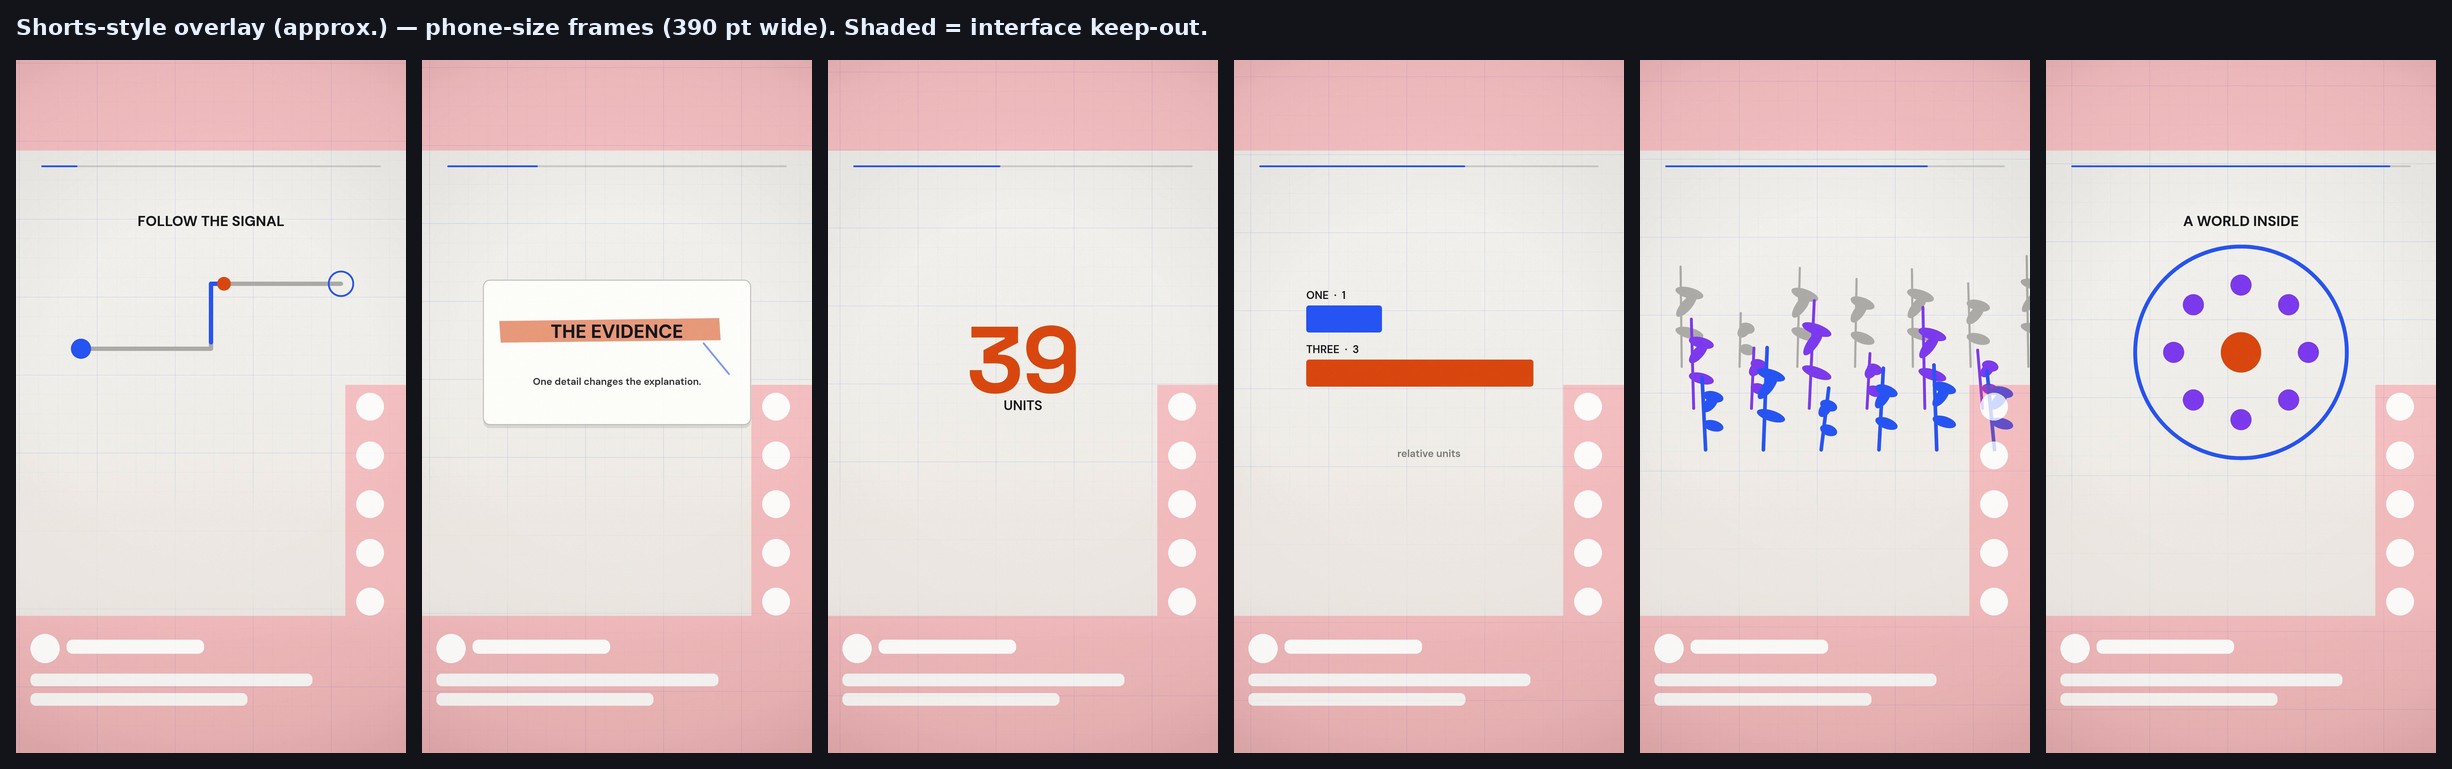 Shorts-style overlay (approx.) — phone-size frames (390 pt wide). Shaded = interface keep-out.
FOLLOW THE SIGNAL
THE EVIDENCE
One detail changes the explanation.
39
UNITS
ONE · 1
THREE · 3
relative units
A WORLD INSIDE